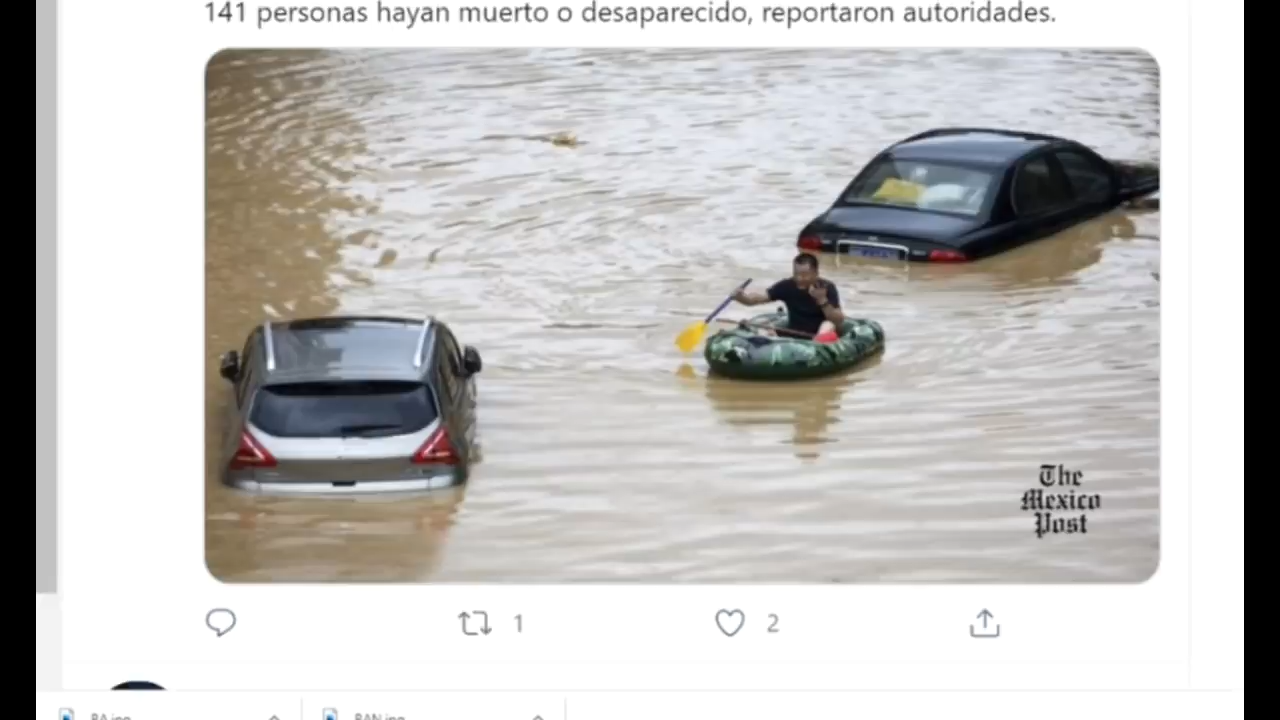 141 personas hayan muerto o desaparecido, reportaron autoridades.
The
Mexico
Post
1
2